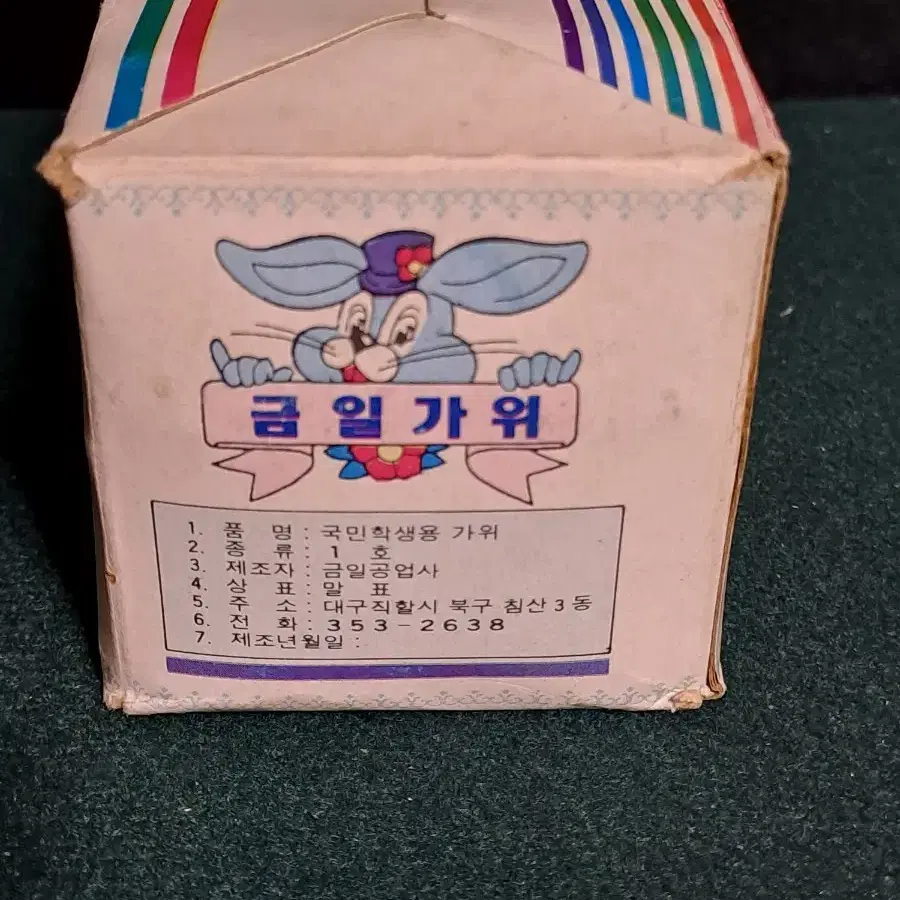 금일가위
1. 품 명 : 국민학생용 가위
2. 종 류 : 1 호
3. 제조자 : 금일공업사
4. 상 표 : 말 표
5. 주 소 : 대구직할시 북구 침산3동
6. 전 화 : 353-2638
7. 제조년월일 :